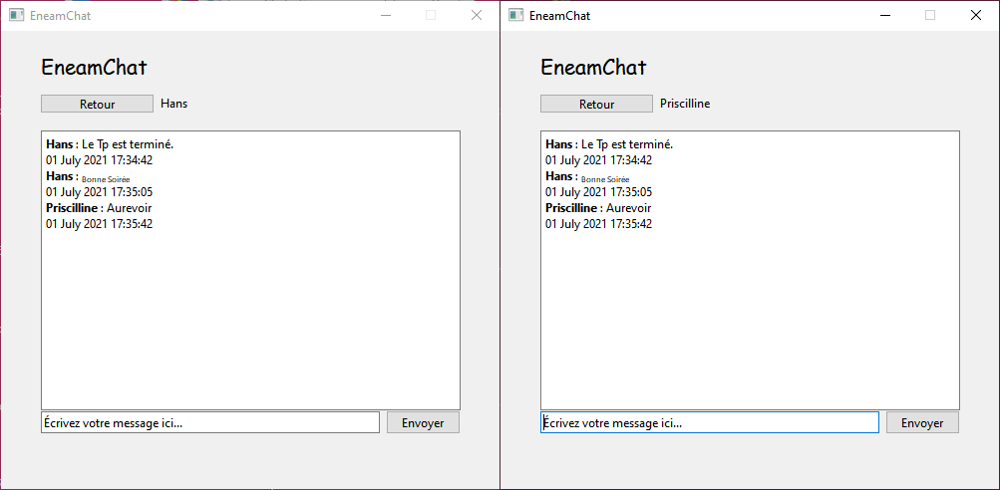 EneamChat
EneamChat
Retour Hans
Hans : Le Tp est terminé.
01 July 2021 17:34:42
Hans : Bonne Soirée
01 July 2021 17:35:05
Priscilline : Aurevoir
01 July 2021 17:35:42
Écrivez votre message ici...
Envoyer
EneamChat
EneamChat
Retour Priscilline
Hans : Le Tp est terminé.
01 July 2021 17:34:42
Hans : Bonne Soirée
01 July 2021 17:35:05
Priscilline : Aurevoir
01 July 2021 17:35:42
Écrivez votre message ici...
Envoyer